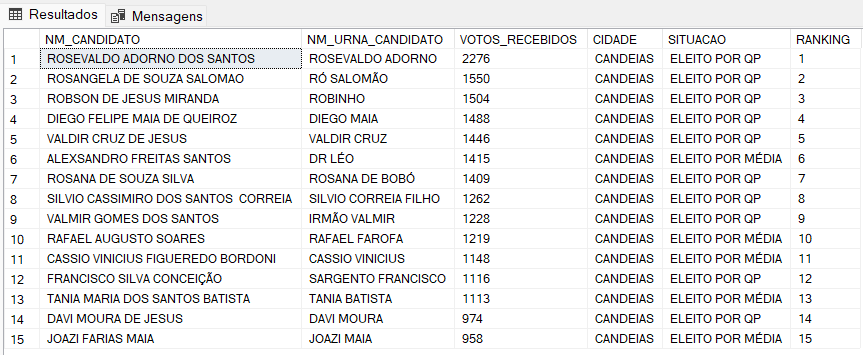 Resultados Mensagens
NM_CANDIDATO NM_URNA_CANDIDATO VOTOS_RECEBIDOS CIDADE SITUACAO RANKING
1 ROSEVALDO ADORNO DOS SANTOS ROSEVALDO ADORNO 2276 CANDEIAS ELEITO POR QP 1
2 ROSANGELA DE SOUZA SALOMAO RÓ SALOMÃO 1550 CANDEIAS ELEITO POR QP 2
3 ROBSON DE JESUS MIRANDA ROBINHO 1504 CANDEIAS ELEITO POR QP 3
4 DIEGO FELIPE MAIA DE QUEIROZ DIEGO MAIA 1488 CANDEIAS ELEITO POR QP 4
5 VALDIR CRUZ DE JESUS VALDIR CRUZ 1446 CANDEIAS ELEITO POR QP 5
6 ALEXSANDRO FREITAS SANTOS DR LÉO 1415 CANDEIAS ELEITO POR MÉDIA 6
7 ROSANA DE SOUZA SILVA ROSANA DE BOBÓ 1409 CANDEIAS ELEITO POR QP 7
8 SILVIO CASSIMIRO DOS SANTOS  CORREIA SILVIO CORREIA FILHO 1262 CANDEIAS ELEITO POR QP 8
9 VALMIR GOMES DOS SANTOS IRMÃO VALMIR 1228 CANDEIAS ELEITO POR QP 9
10 RAFAEL AUGUSTO SOARES RAFAEL FAROFA 1219 CANDEIAS ELEITO POR MÉDIA 10
11 CASSIO VINICIUS FIGUEREDO BORDONI CASSIO VINICIUS 1148 CANDEIAS ELEITO POR MÉDIA 11
12 FRANCISCO SILVA CONCEIÇÃO SARGENTO FRANCISCO 1116 CANDEIAS ELEITO POR QP 12
13 TANIA MARIA DOS SANTOS BATISTA TANIA BATISTA 1113 CANDEIAS ELEITO POR MÉDIA 13
14 DAVI MOURA DE JESUS DAVI MOURA 974 CANDEIAS ELEITO POR QP 14
15 JOAZI FARIAS MAIA JOAZI MAIA 958 CANDEIAS ELEITO POR MÉDIA 15